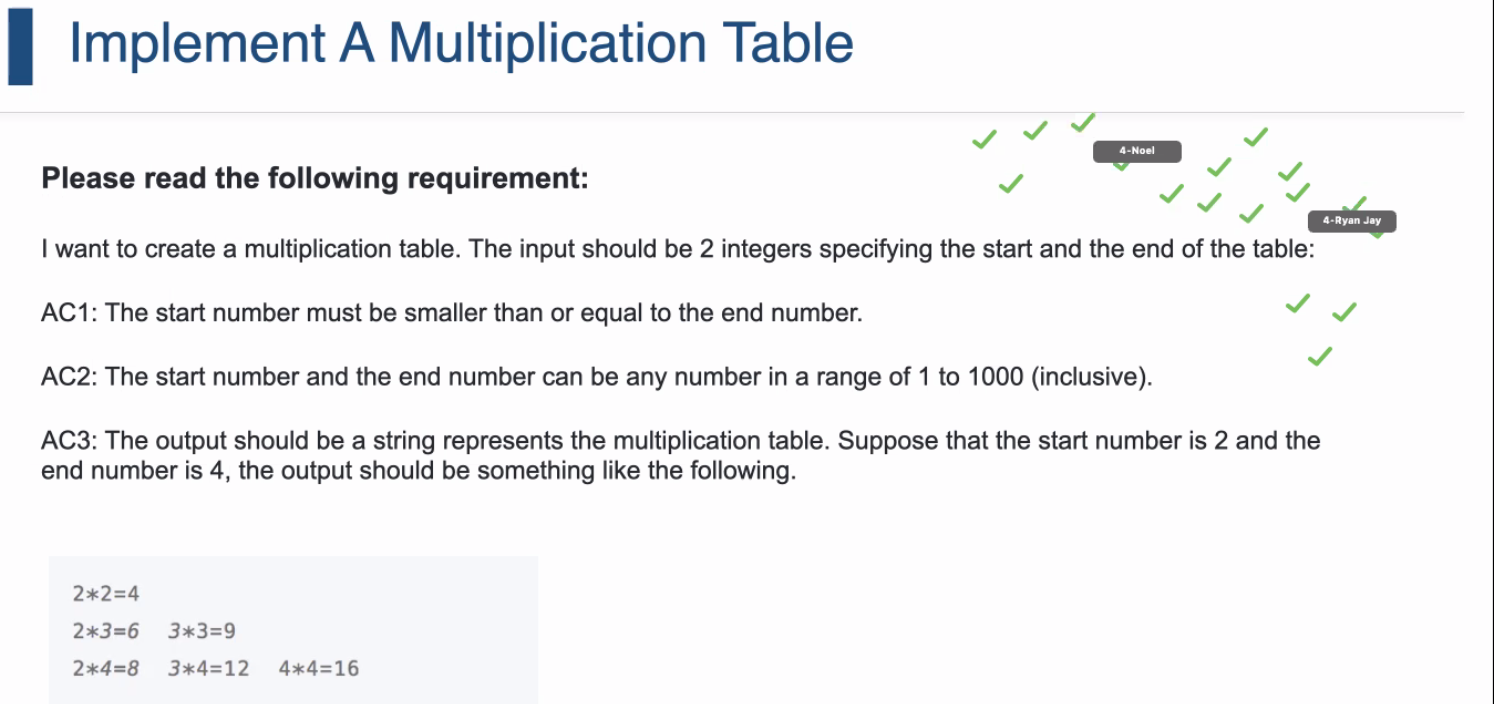 Implement A Multiplication Table
4-Noel
Please read the following requirement:
4-Ryan Jay
I want to create a multiplication table. The input should be 2 integers specifying the start and the end of the table:
AC1: The start number must be smaller than or equal to the end number.
AC2: The start number and the end number can be any number in a range of 1 to 1000 (inclusive).
AC3: The output should be a string represents the multiplication table. Suppose that the start number is 2 and the
end number is 4, the output should be something like the following.
2*2=4
2*3=6 3*3=9
2*4=8 3*4=12 4*4=16